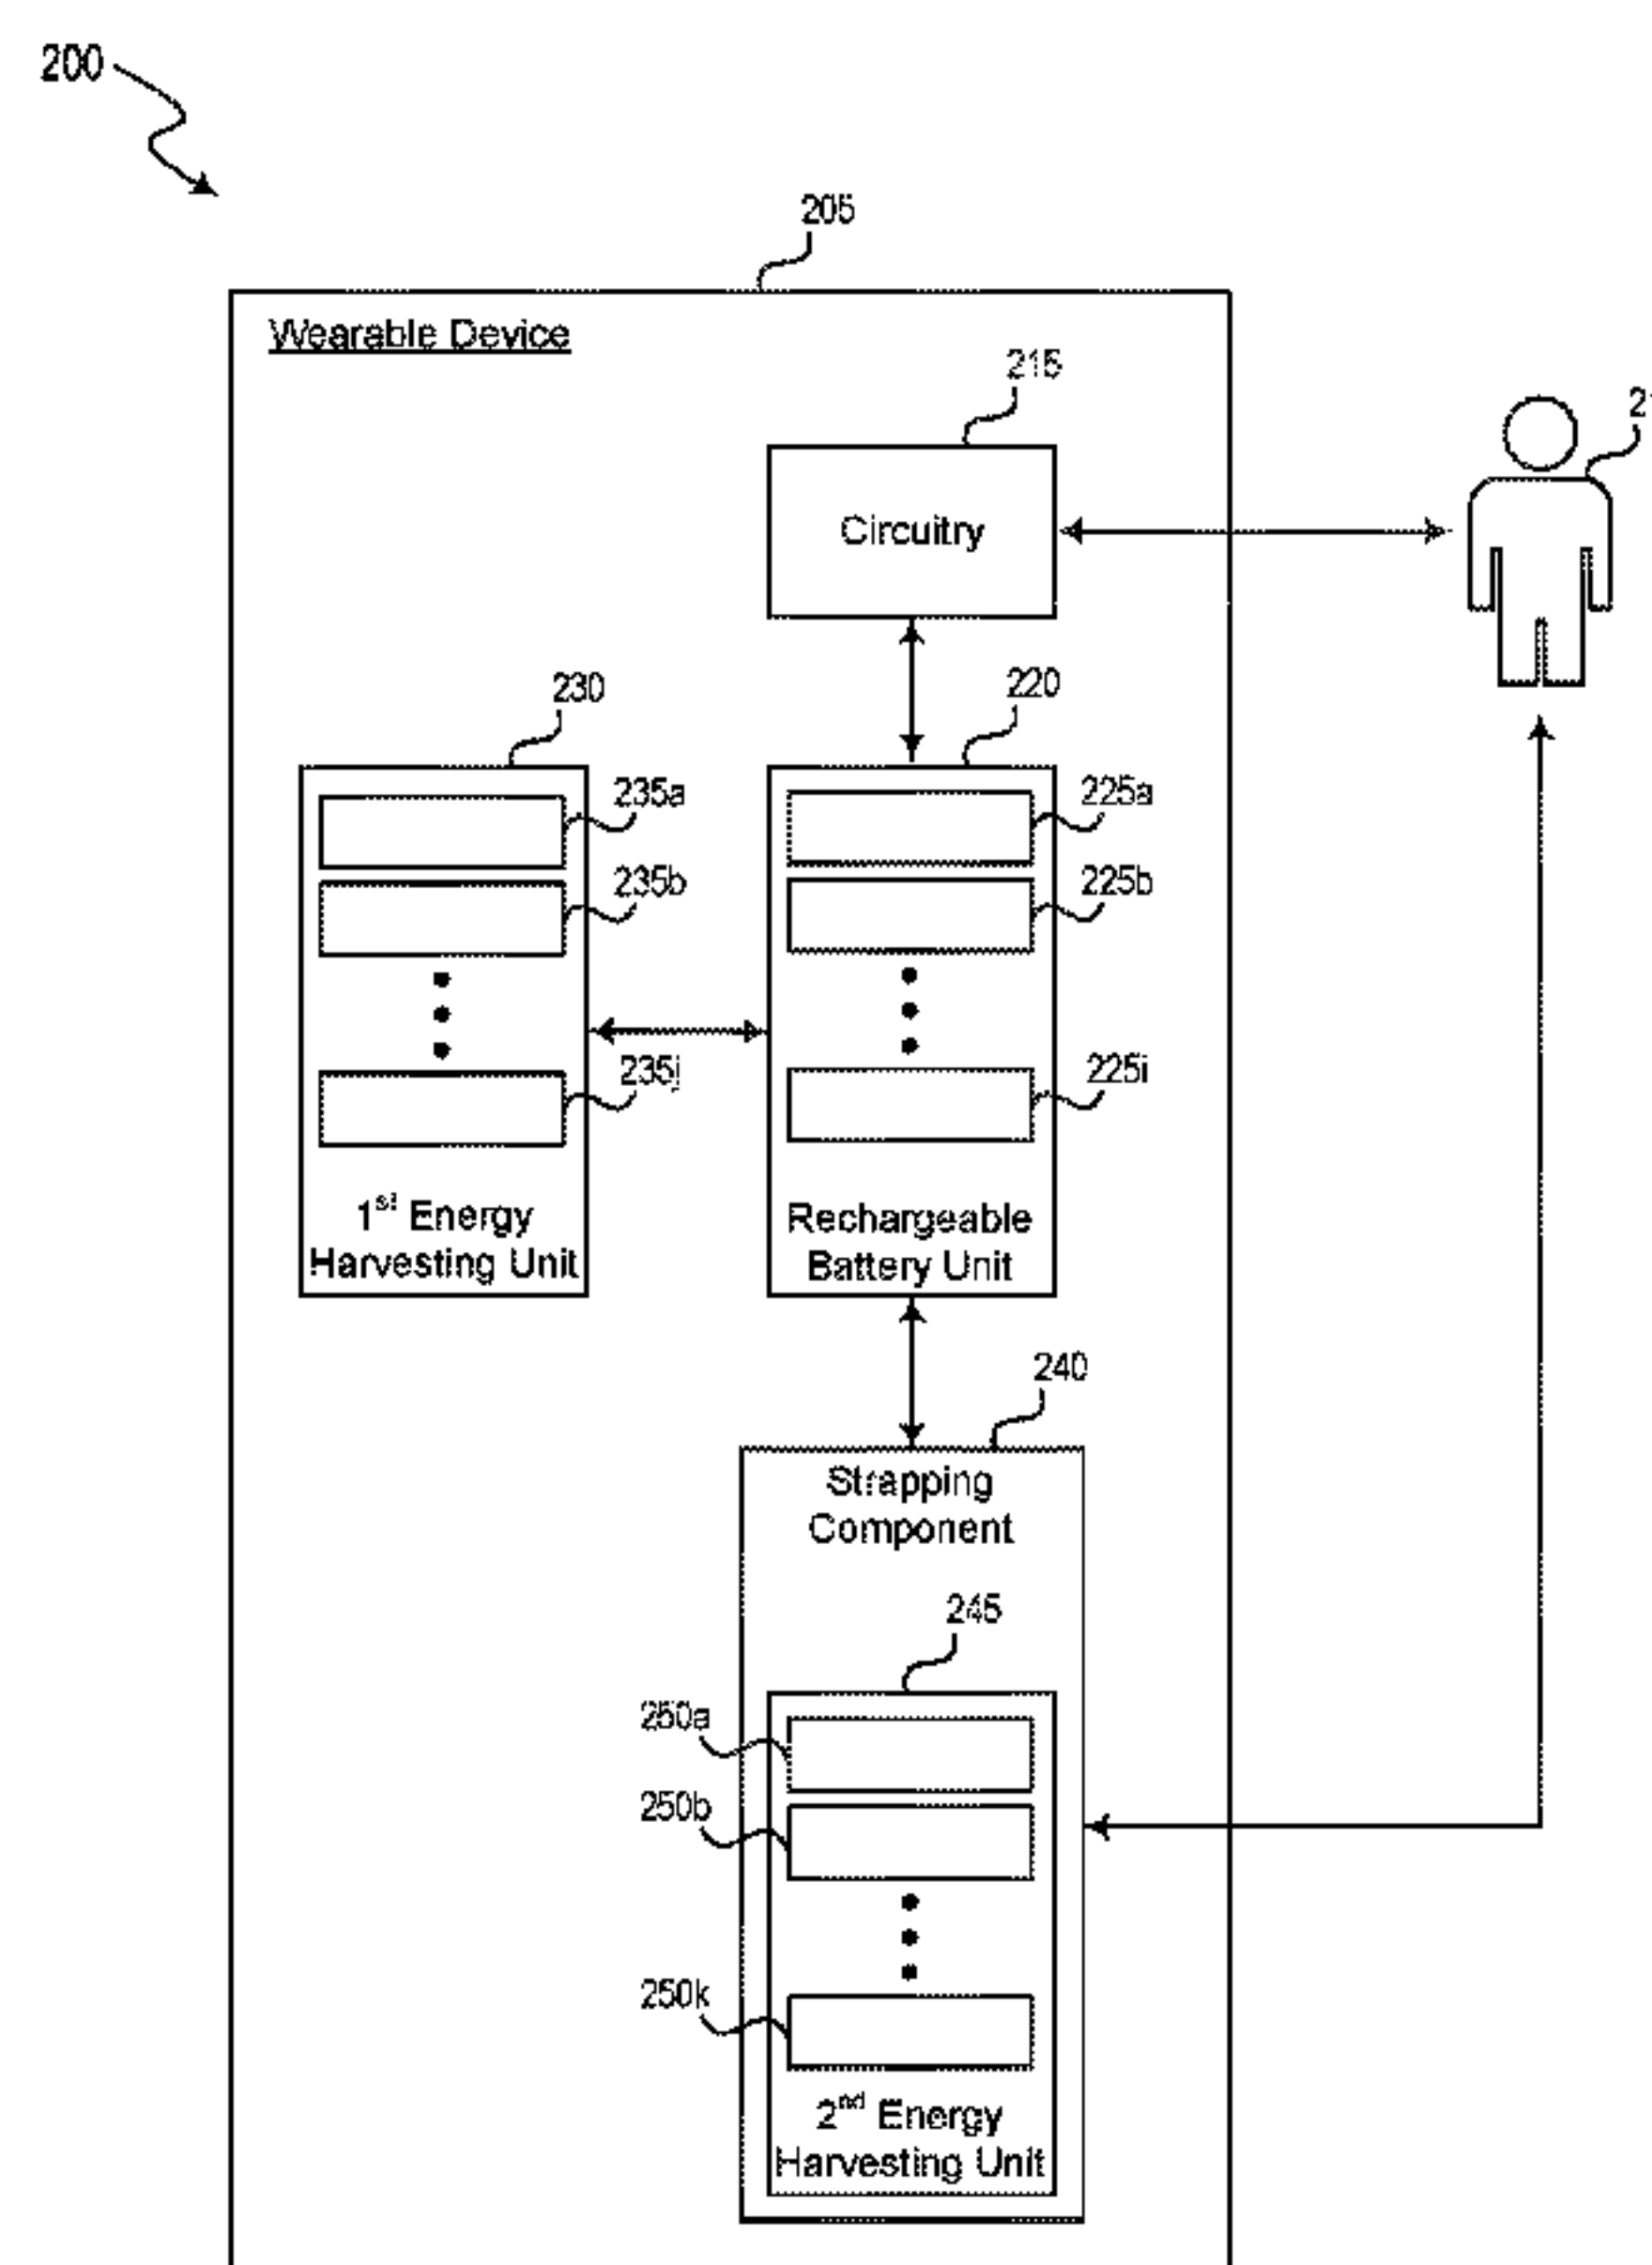 200
205
Wearable Device
215
Circuitry
230
220
235a
225a
235b
225b
235j
225i
1st Energy
Harvesting Unit
Rechargeable
Battery Unit
240
Strapping
Component
245
250a
250b
250k
2nd Energy
Harvesting Unit